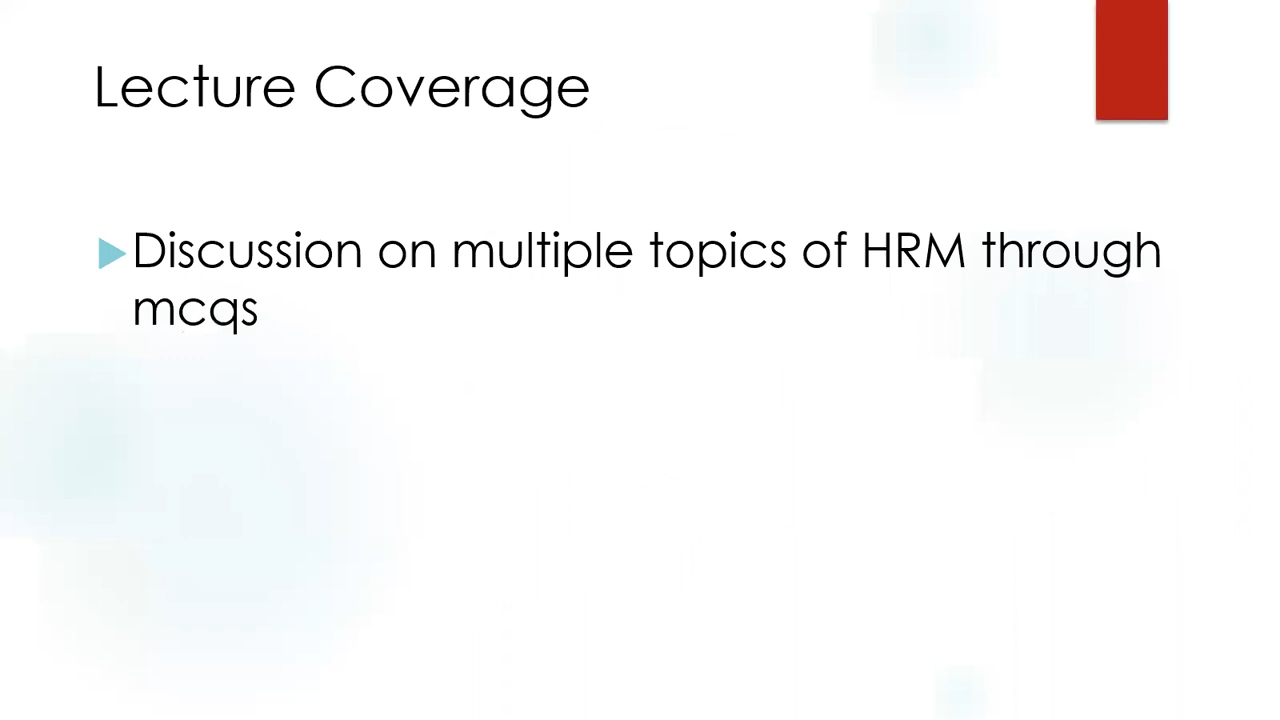 Lecture Coverage
Discussion on multiple topics of HRM through
mcqs